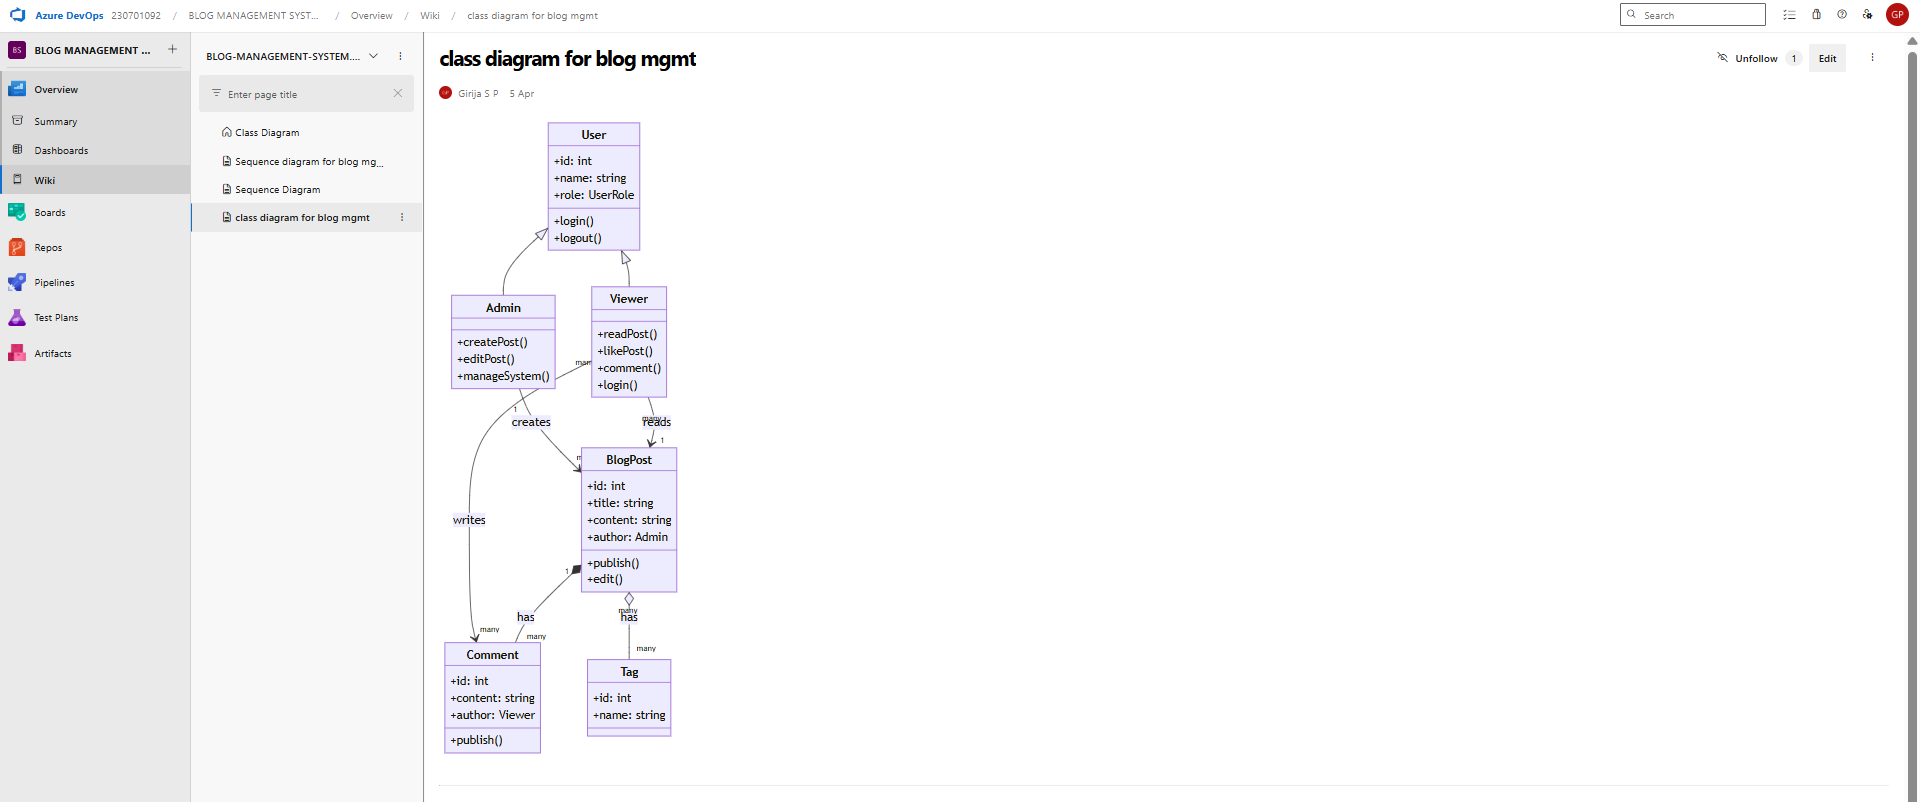 Azure DevOps 230701092 / BLOG MANAGEMENT SYST... / Overview / Wiki / class diagram for blog mgmt
Search
GP
BS BLOG MANAGEMENT ...
Overview
Summary
Dashboards
Wiki
Boards
Repos
Pipelines
Test Plans
Artifacts
BLOG-MANAGEMENT-SYSTEM....
Enter page title
Class Diagram
Sequence diagram for blog mg...
Sequence Diagram
class diagram for blog mgmt
class diagram for blog mgmt
Unfollow 1 Edit
GP Girija S P 5 Apr
User
+id: int
+name: string
+role: UserRole
+login()
+logout()
Admin
+createPost()
+editPost()
+manageSystem()
Viewer
+readPost()
+likePost()
+comment()
+login()
many
1
creates
many
reads
1
BlogPost
+id: int
+title: string
+content: string
+author: Admin
+publish()
+edit()
writes
1
has
many
many
many
has
many
Comment
+id: int
+content: string
+author: Viewer
+publish()
Tag
+id: int
+name: string